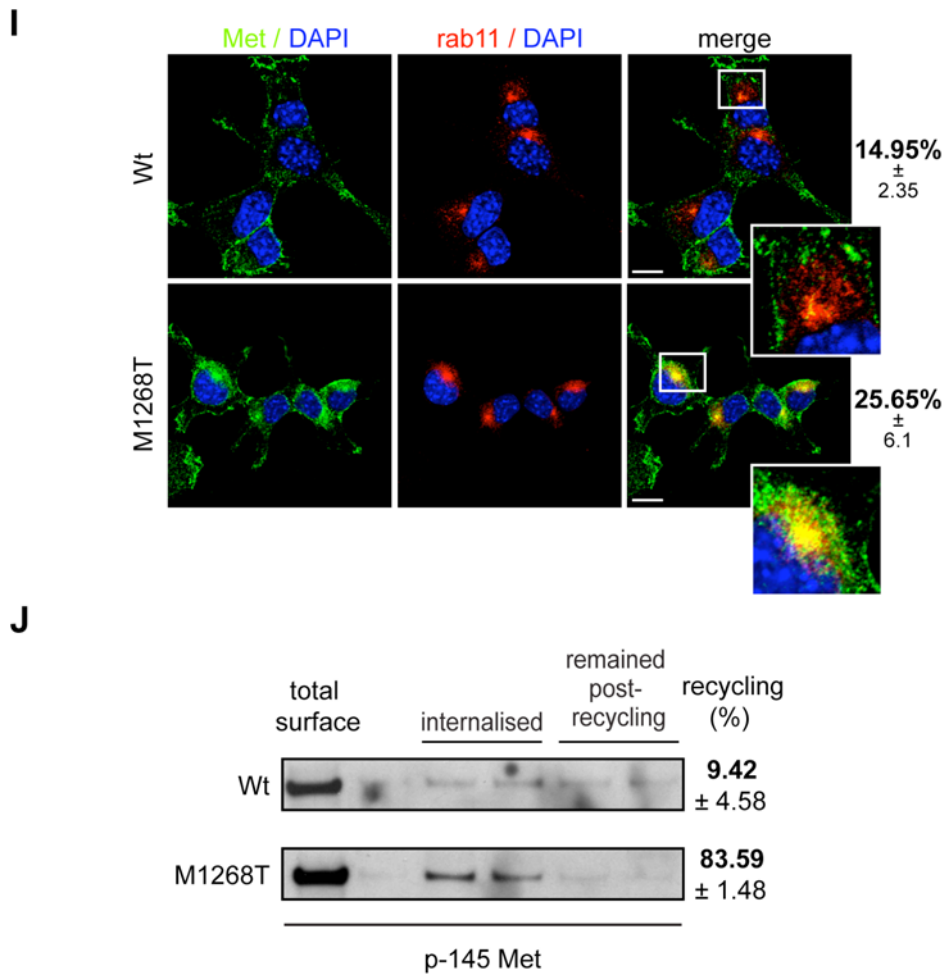 I
Met / DAPI
rab11 / DAPI
merge
Wt
14.95%
±
2.35
M1268T
25.65%
±
6.1
J
total
surface
internalised
remained
post-
recycling
recycling
(%)
Wt
9.42
± 4.58
M1268T
83.59
± 1.48
p-145 Met